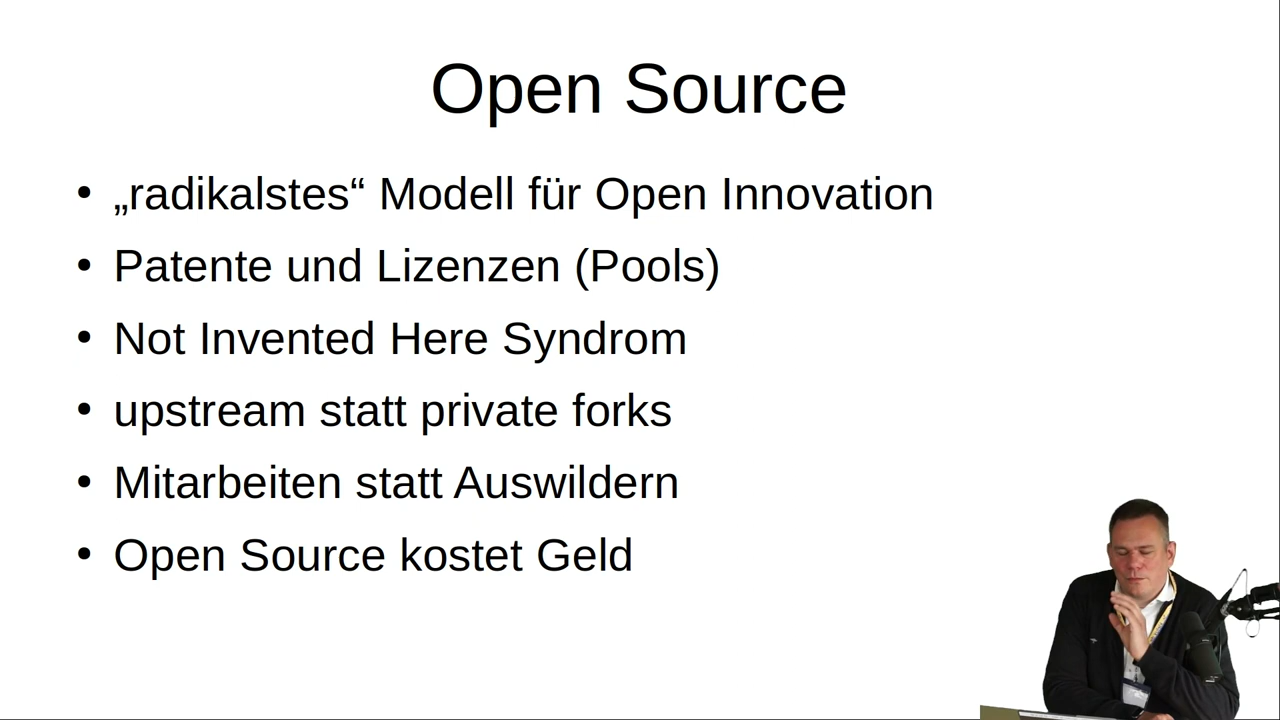 Open Source
• „radikalstes“ Modell für Open Innovation
• Patente und Lizenzen (Pools)
• Not Invented Here Syndrom
• upstream statt private forks
• Mitarbeiten statt Auswildern
• Open Source kostet Geld